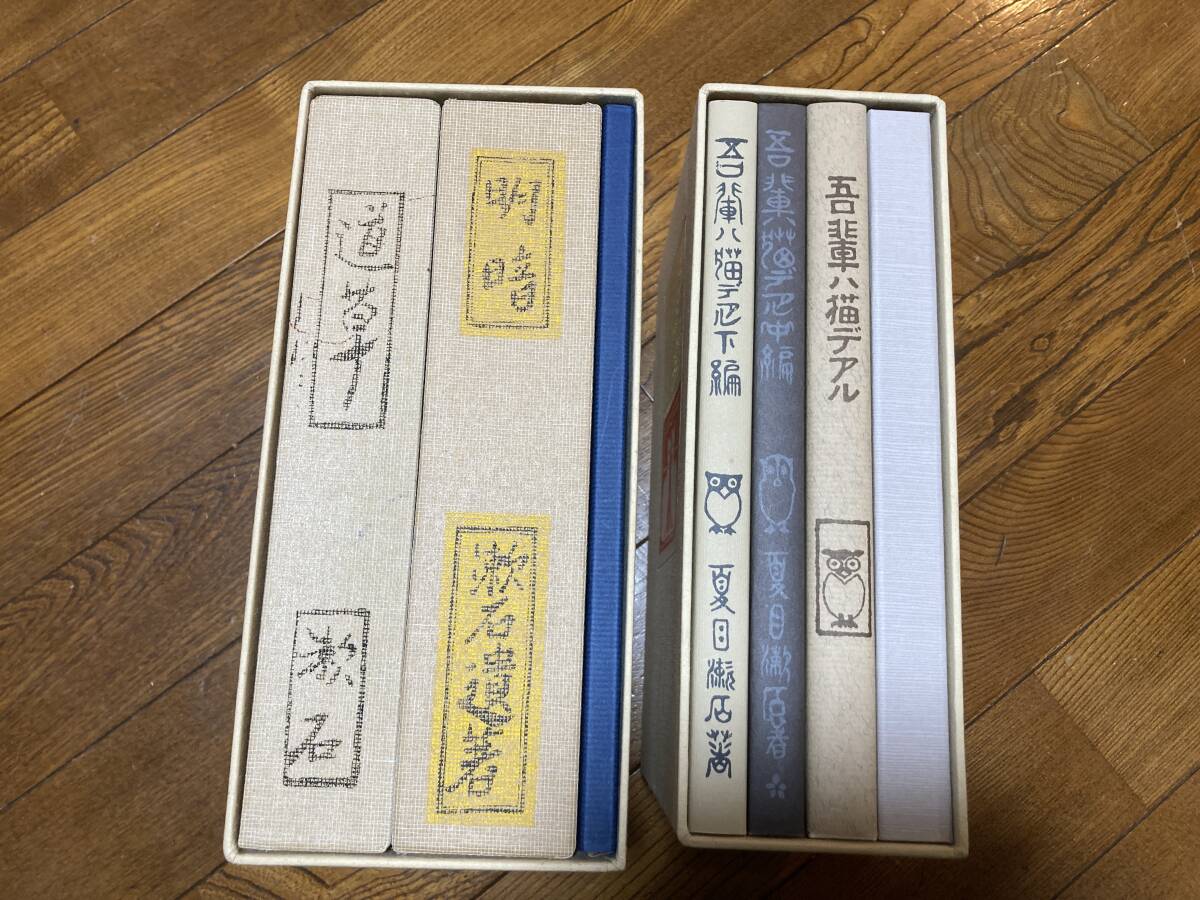 道草
漱石
明暗
漱石遺著
吾輩ハ猫デアル下編
夏目漱石著
吾輩ハ猫デアル中編
夏目漱石著
吾輩ハ猫デアル